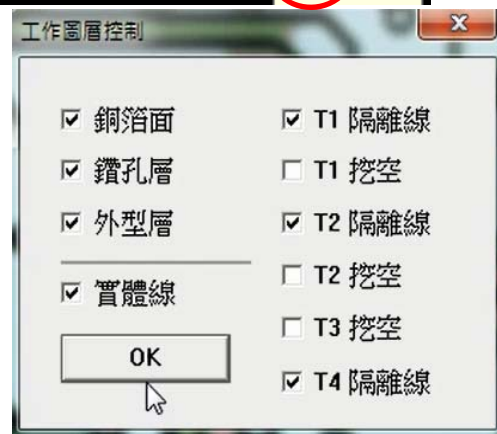 工作圖層控制
銅箔面
鑽孔層
外型層
實體線
OK
T1 隔離線
T1 挖空
T2 隔離線
T2 挖空
T3 挖空
T4 隔離線